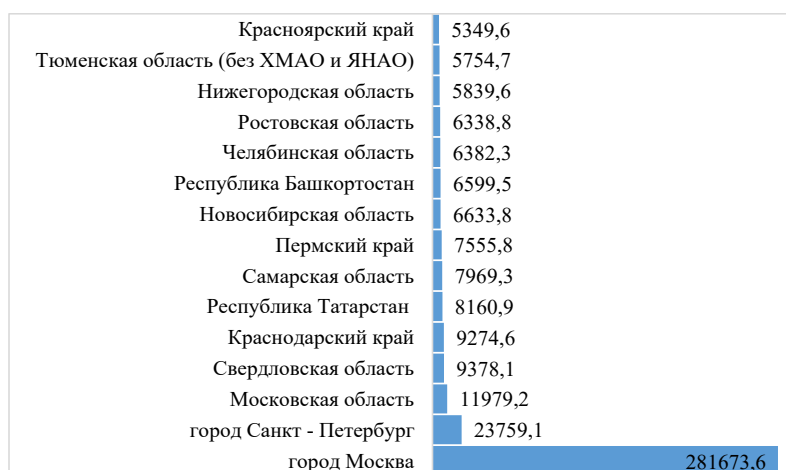 Красноярский край 5349,6
Тюменская область (без ХМАО и ЯНАО) 5754,7
Нижегородская область 5839,6
Ростовская область 6338,8
Челябинская область 6382,3
Республика Башкортостан 6599,5
Новосибирская область 6633,8
Пермский край 7555,8
Самарская область 7969,3
Республика Татарстан 8160,9
Краснодарский край 9274,6
Свердловская область 9378,1
Московская область 11979,2
город Санкт - Петербург 23759,1
город Москва 281673,6